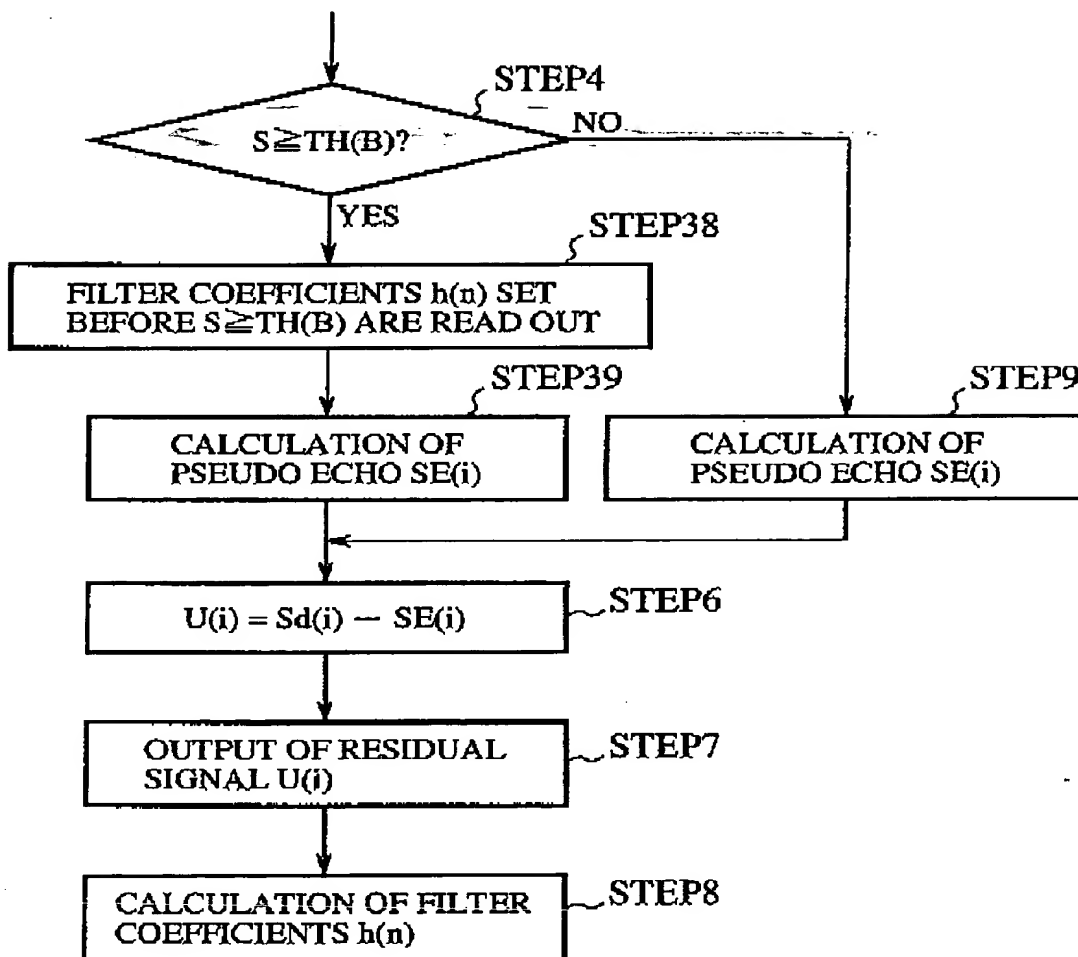 STEP4
S≧TH(B)?
NO
YES
STEP38
FILTER COEFFICIENTS h(n) SET
BEFORE S≧TH(B) ARE READ OUT
STEP39
CALCULATION OF
PSEUDO ECHO SE(i)
STEP9
CALCULATION OF
PSEUDO ECHO SE(i)
U(i) = Sd(i) — SE(i)
STEP6
OUTPUT OF RESIDUAL
SIGNAL U(i)
STEP7
CALCULATION OF FILTER
COEFFICIENTS h(n)
STEP8